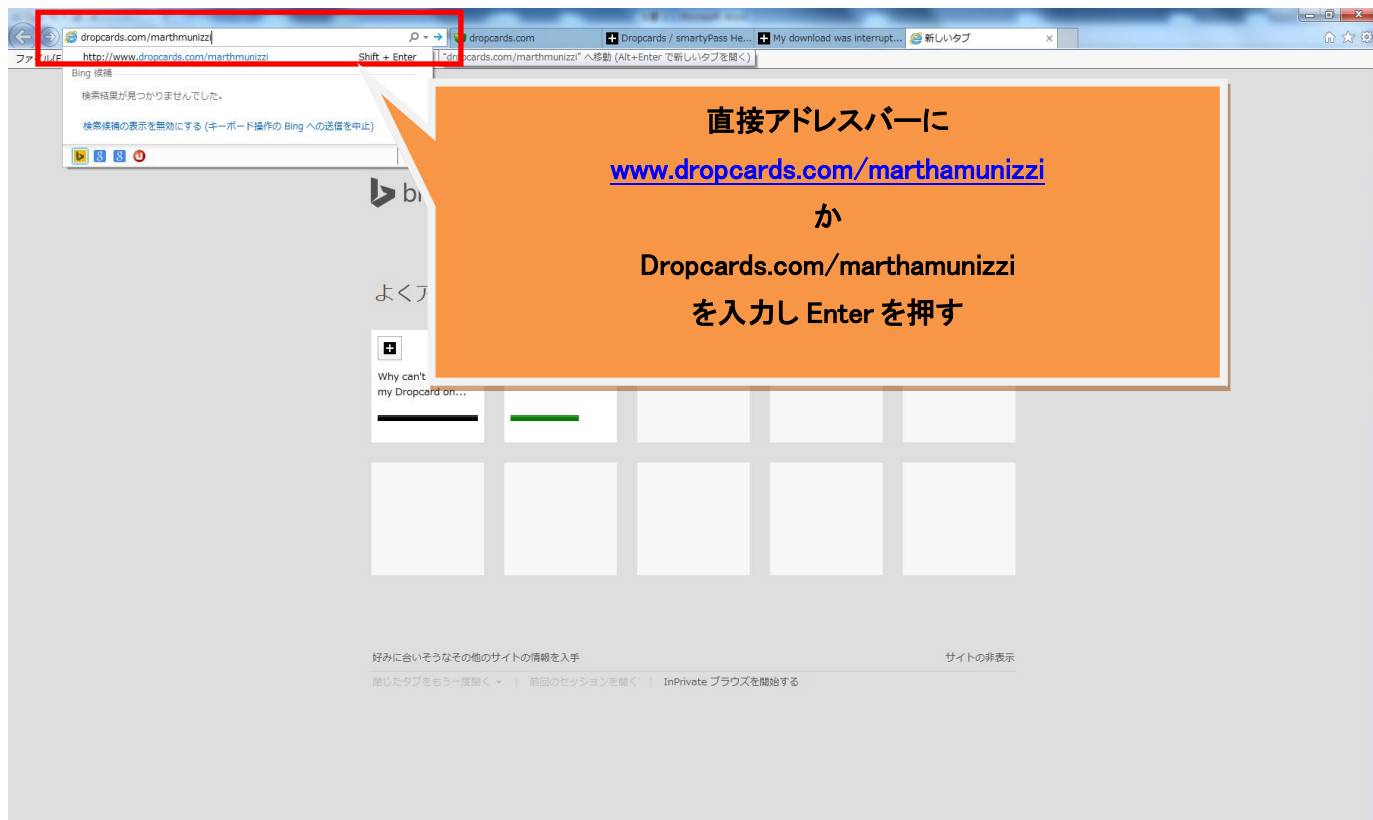 dropcards.com/marthmunizzi
dropcards.com
Dropcards / smartyPass He...
My download was interrupt...
新しいタブ
http://www.dropcards.com/marthmunizzi Shift + Enter
"dropcards.com/marthmunizzi" へ移動 (Alt+Enter で新しいタブを開く)
Bing 候補
検索結果が見つかりませんでした。
検索候補の表示を無効にする (キーボード操作の Bing への送信を中止)
直接アドレスバーに
www.dropcards.com/marthamunizzi
か
Dropcards.com/marthamunizzi
を入力し Enter を押す
よくア
Why can't
my Dropcard on...
好みに合いそうなその他のサイトの情報を入手 サイトの非表示
閉じたタブをもう一度開く | 前回のセッションを開く | InPrivate ブラウズを開始する